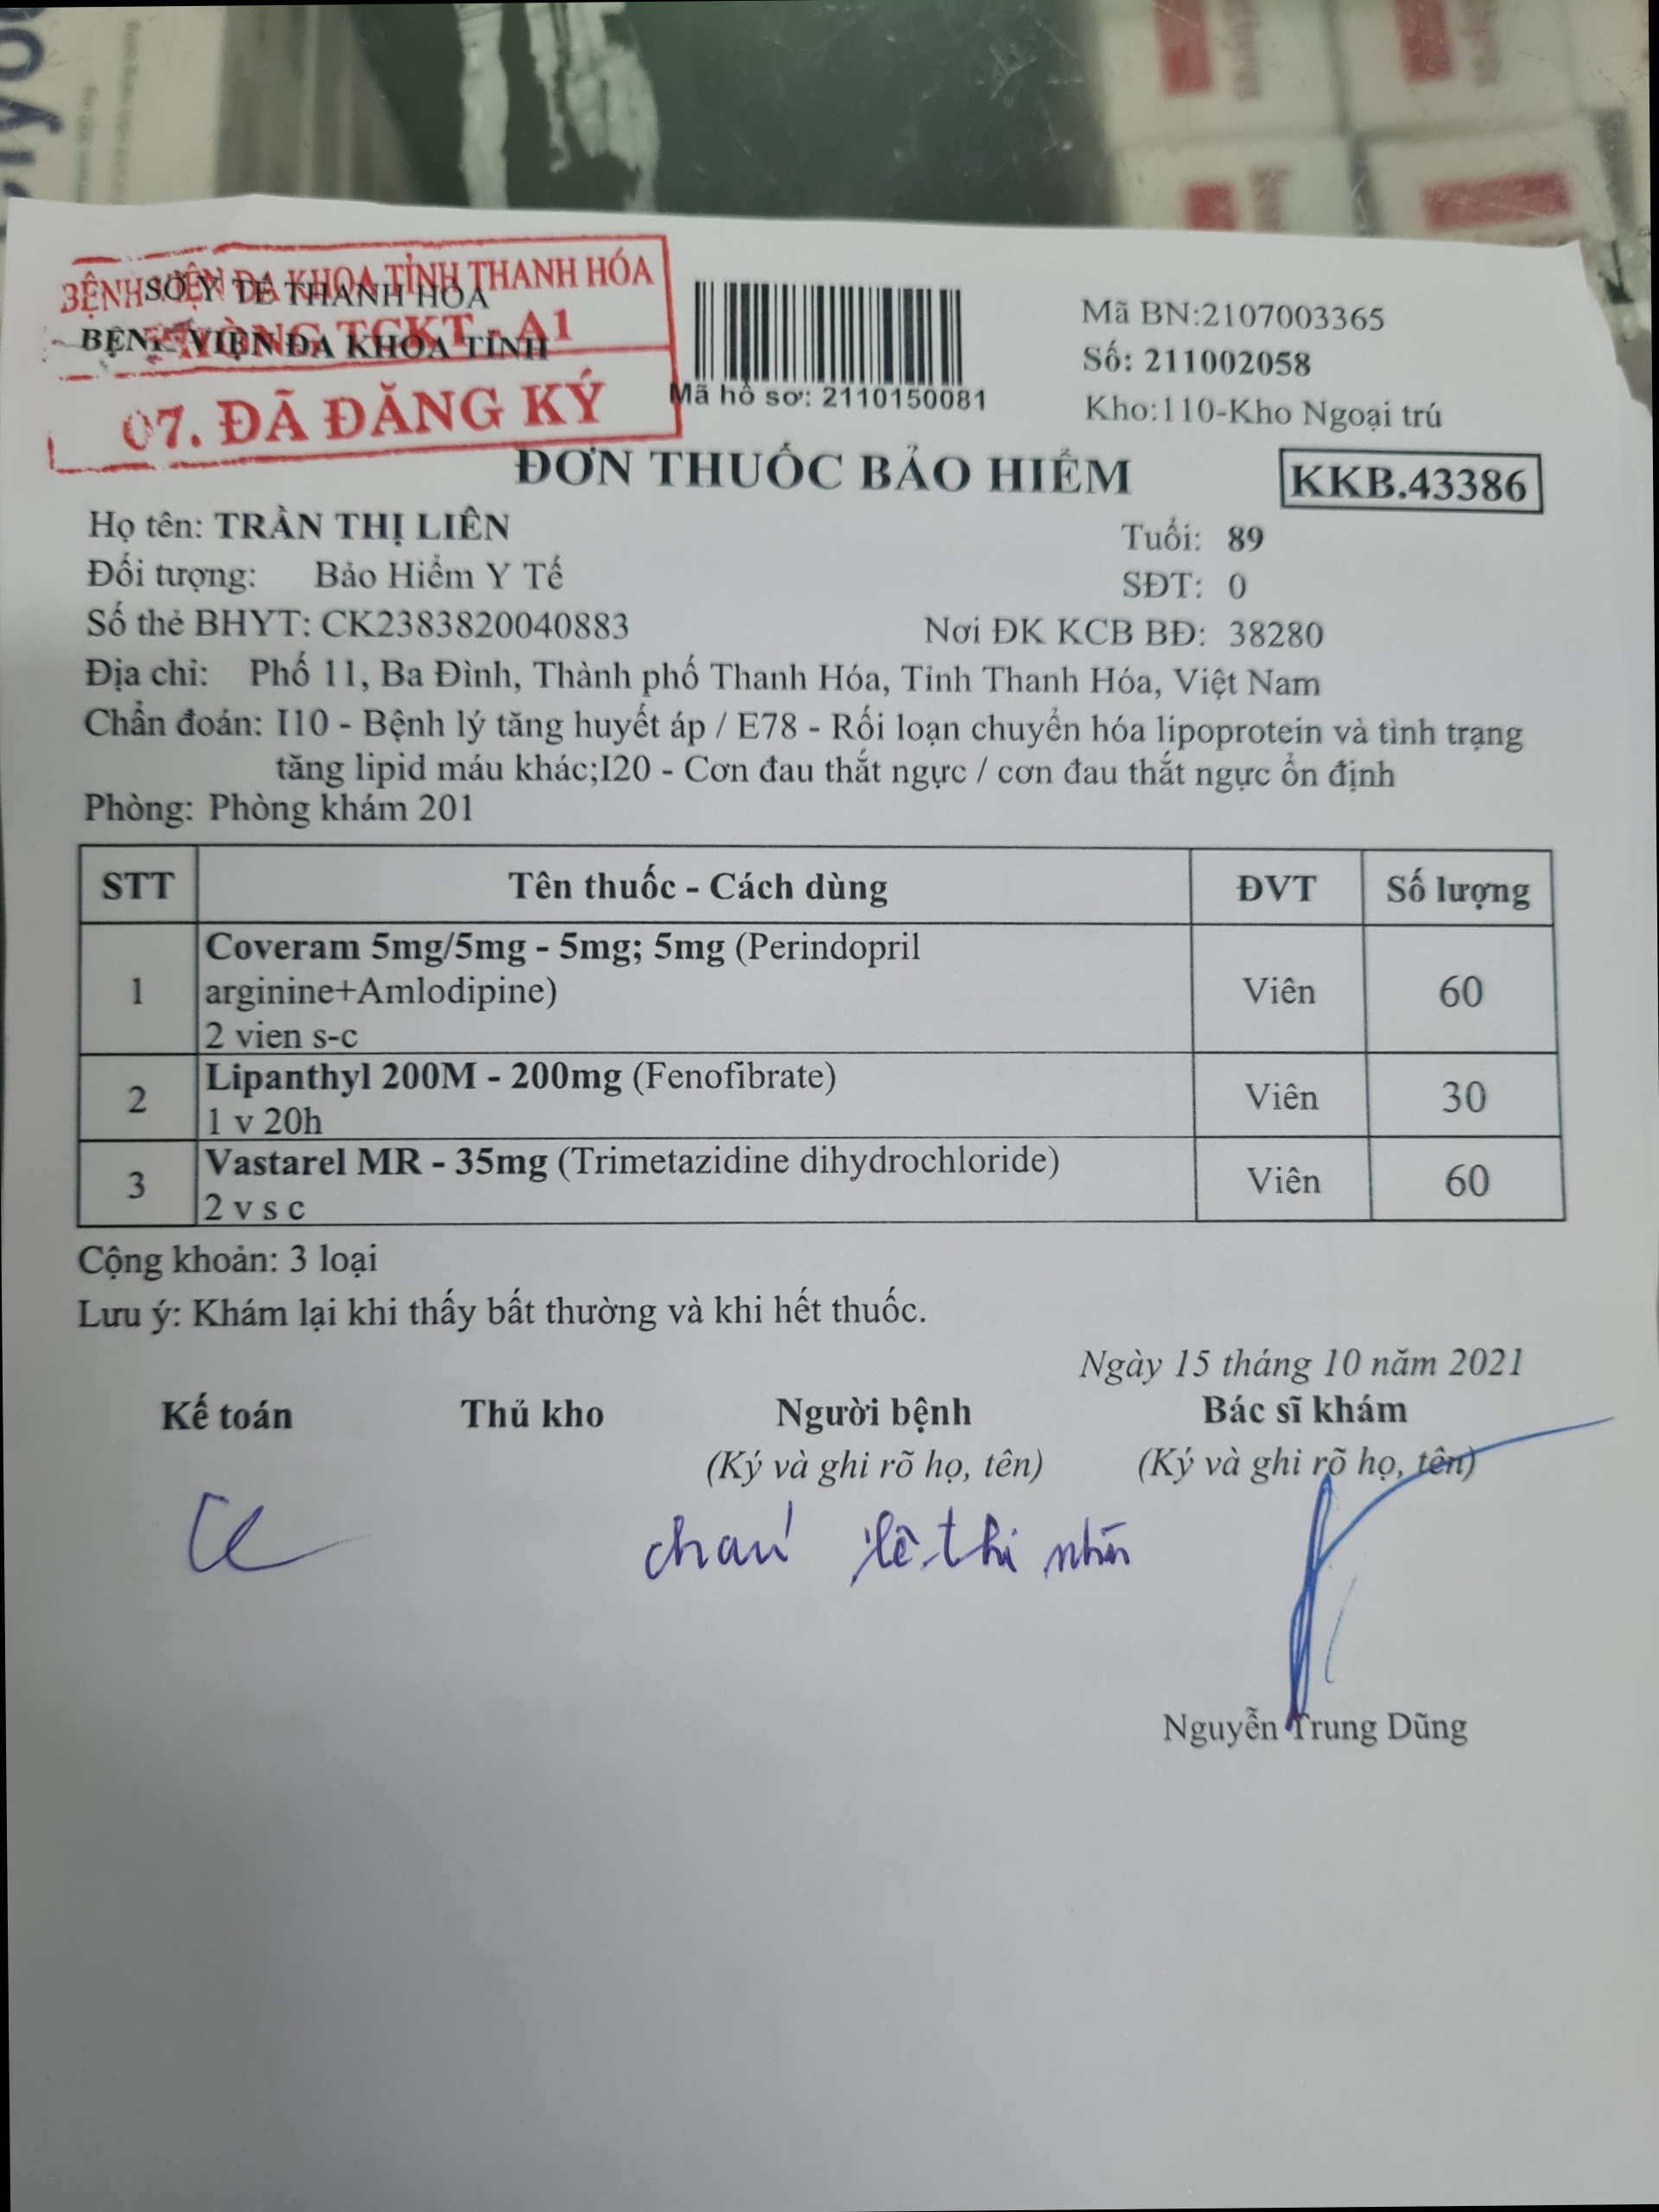 BỆNH VIỆN ĐA KHOA TỈNH THANH HÓA
PHÒNG TCKT - A1
07. ĐÃ ĐĂNG KÝ
SỞ Y TẾ THANH HÓA
BỆNH VIỆN ĐA KHOA TỈNH
Mã hồ sơ: 2110150081
Mã BN:2107003365
Số: 211002058
Kho:110-Kho Ngoại trú
ĐƠN THUỐC BẢO HIỂM
KKB.43386
Họ tên: TRẦN THỊ LIÊN Tuổi: 89
Đối tượng: Bảo Hiểm Y Tế SĐT: 0
Số thẻ BHYT: CK2383820040883 Nơi ĐK KCB BĐ: 38280
Địa chỉ: Phố 11, Ba Đình, Thành phố Thanh Hóa, Tỉnh Thanh Hóa, Việt Nam
Chẩn đoán: I10 - Bệnh lý tăng huyết áp / E78 - Rối loạn chuyển hóa lipoprotein và tình trạng
tăng lipid máu khác;I20 - Cơn đau thắt ngực / cơn đau thắt ngực ổn định
Phòng: Phòng khám 201
STT Tên thuốc - Cách dùng ĐVT Số lượng
1 Coveram 5mg/5mg - 5mg; 5mg (Perindopril
arginine+Amlodipine) Viên 60
2 vien s-c
2 Lipanthyl 200M - 200mg (Fenofibrate) Viên 30
1 v 20h
3 Vastarel MR - 35mg (Trimetazidine dihydrochloride) Viên 60
2 v s c
Cộng khoản: 3 loại
Lưu ý: Khám lại khi thấy bất thường và khi hết thuốc.
Ngày 15 tháng 10 năm 2021
Kế toán Thủ kho Người bệnh Bác sĩ khám
(Ký và ghi rõ họ, tên) (Ký và ghi rõ họ, tên)
lê thi
Nguyễn Trung Dũng